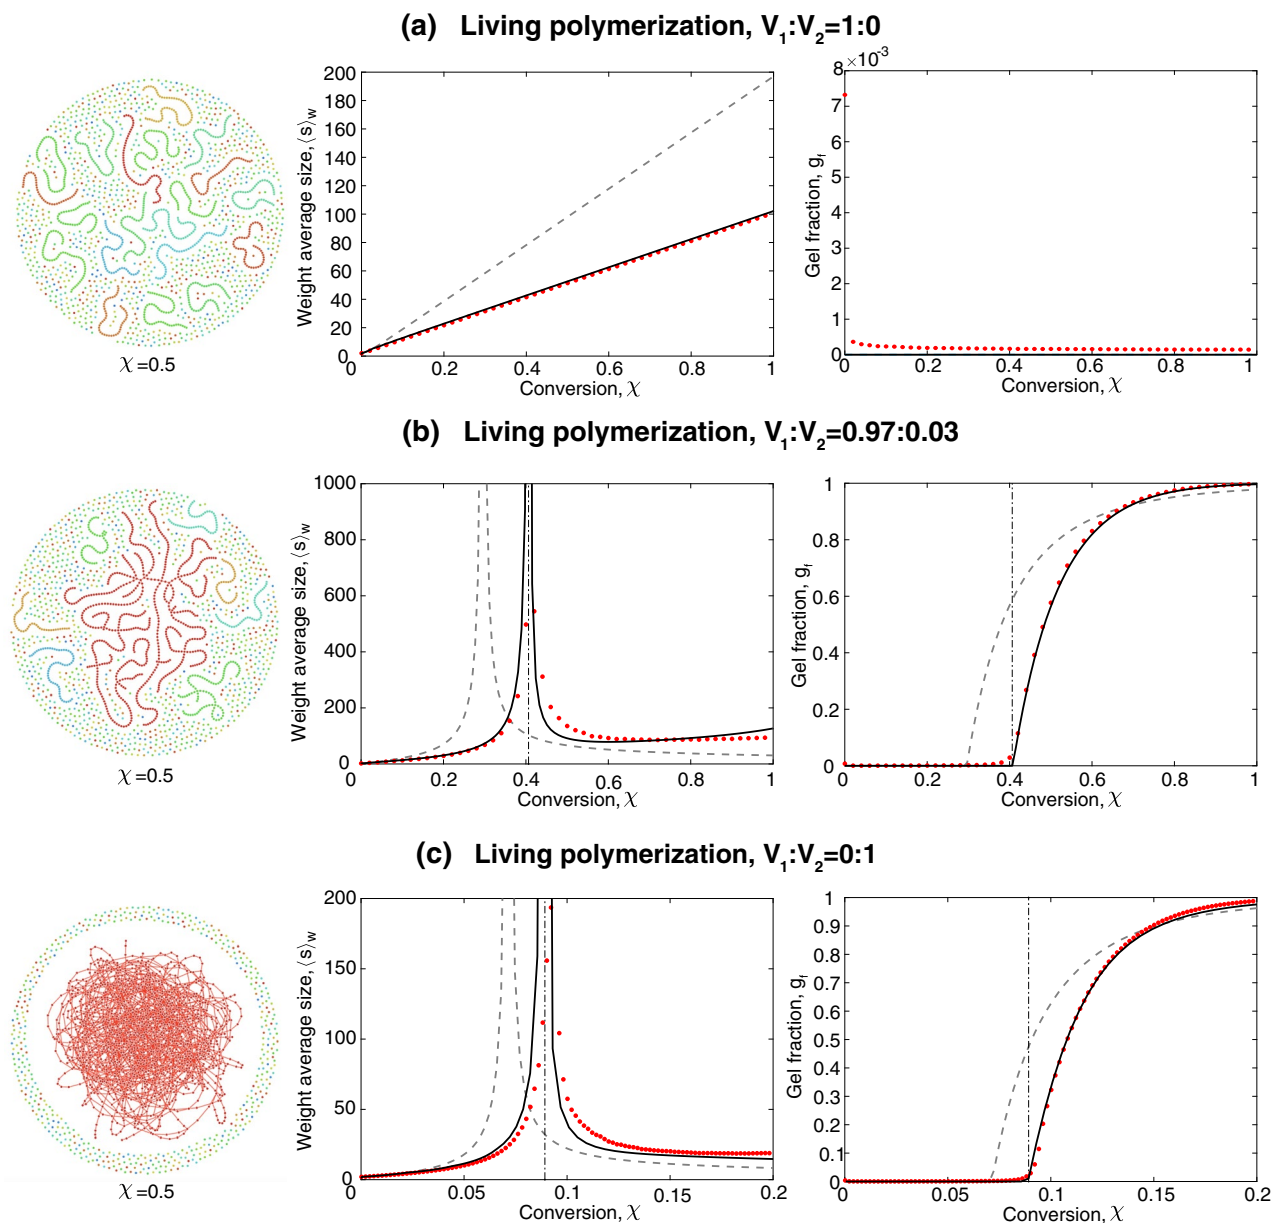 (a) Living polymerization, V₁:V₂=1:0
χ=0.5
Weight average size, ⟨s⟩w
200
180
160
140
120
100
80
60
40
20
0
0.2 0.4 0.6 0.8 1
Conversion, χ
Gel fraction, gf
8 ×10⁻³
7
6
5
4
3
2
1
0
0 0.2 0.4 0.6 0.8 1
Conversion, χ
(b) Living polymerization, V₁:V₂=0.97:0.03
χ=0.5
Weight average size, ⟨s⟩w
1000
800
600
400
200
0
0 0.2 0.4 0.6 0.8 1
Conversion, χ
Gel fraction, gf
1
0.8
0.6
0.4
0.2
0
0 0.2 0.4 0.6 0.8 1
Conversion, χ
(c) Living polymerization, V₁:V₂=0:1
χ=0.5
Weight average size, ⟨s⟩w
200
150
100
50
0
0 0.05 0.1 0.15 0.2
Conversion, χ
Gel fraction, gf
1
0.9
0.8
0.7
0.6
0.5
0.4
0.3
0.2
0.1
0
0 0.05 0.1 0.15 0.2
Conversion, χ